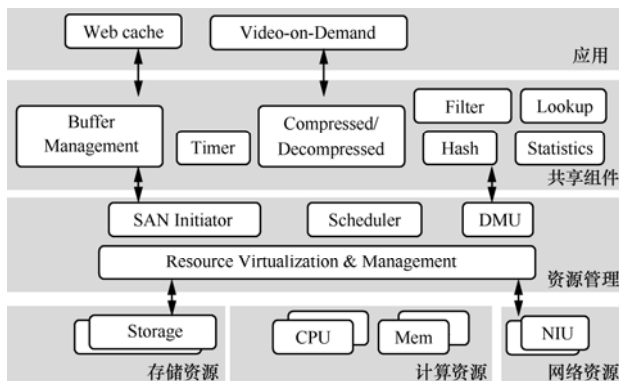 Web cache
Video-on-Demand
应用
Buffer
Management
Timer
Compressed/
Decompressed
Filter
Lookup
Hash
Statistics
共享组件
SAN Initiator
Scheduler
DMU
Resource Virtualization & Management
资源管理
Storage
存储资源
CPU
Mem
计算资源
NIU
网络资源